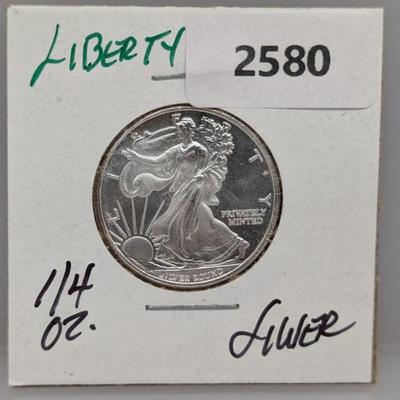 LIBERTY
2580
LIBERTY
PRIVATELY
MINTED
SILVER ROUND
1/4
OZ.
SILVER